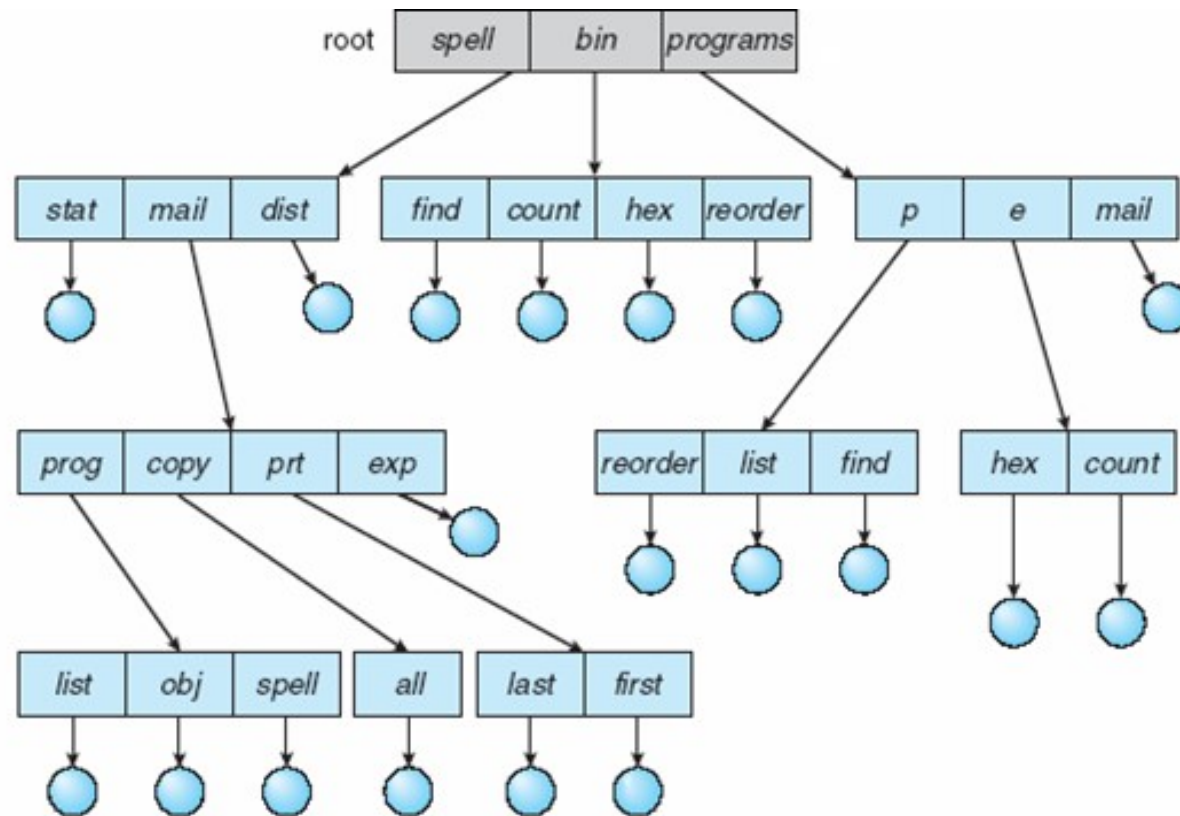 root spell bin programs
stat mail dist find count hex reorder p e mail
prog copy prt exp reorder list find hex count
list obj spell all last first